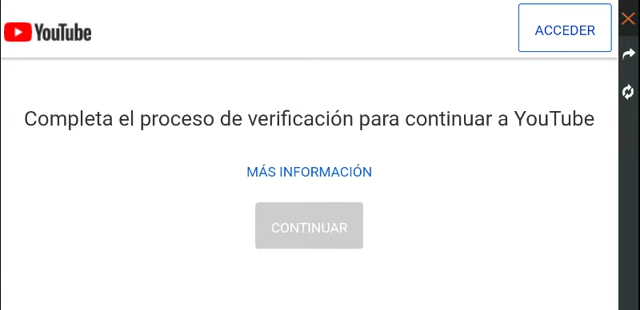 YouTube
ACCEDER
Completa el proceso de verificación para continuar a YouTube
MÁS INFORMACIÓN
CONTINUAR